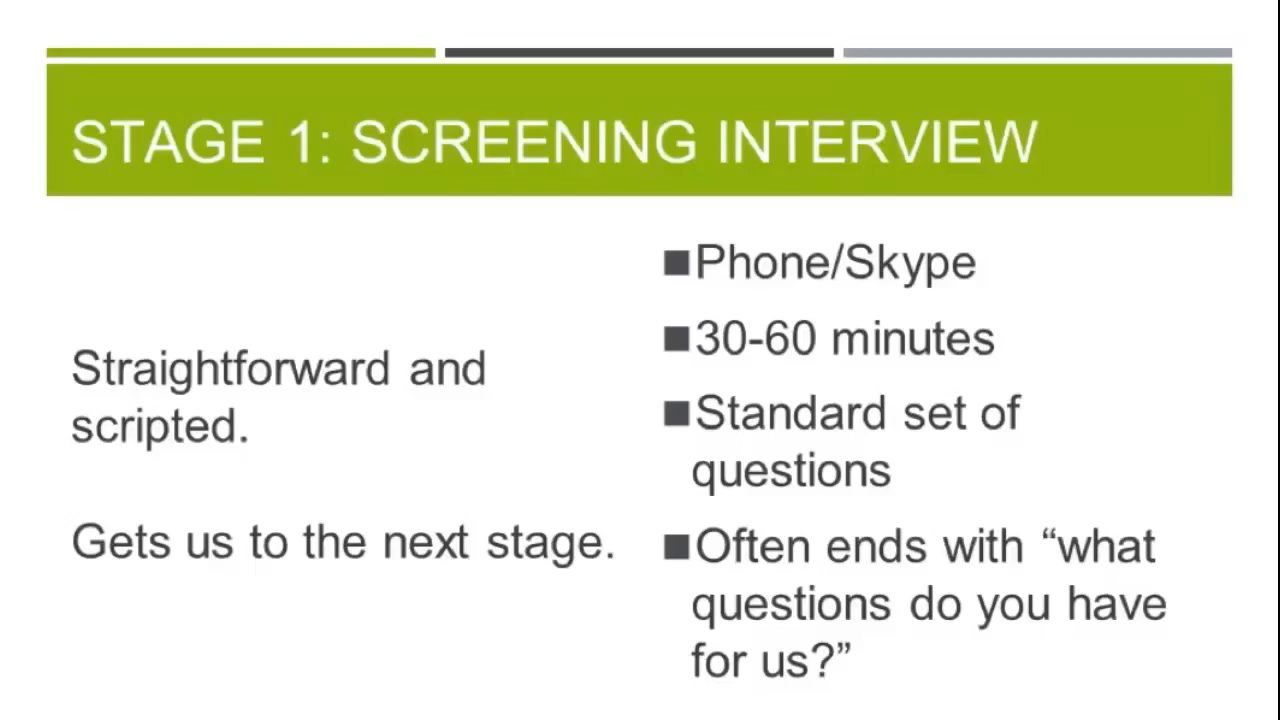 STAGE 1: SCREENING INTERVIEW
Straightforward and
scripted.
Gets us to the next stage.
■Phone/Skype
■30-60 minutes
■Standard set of
questions
■Often ends with “what
questions do you have
for us?”